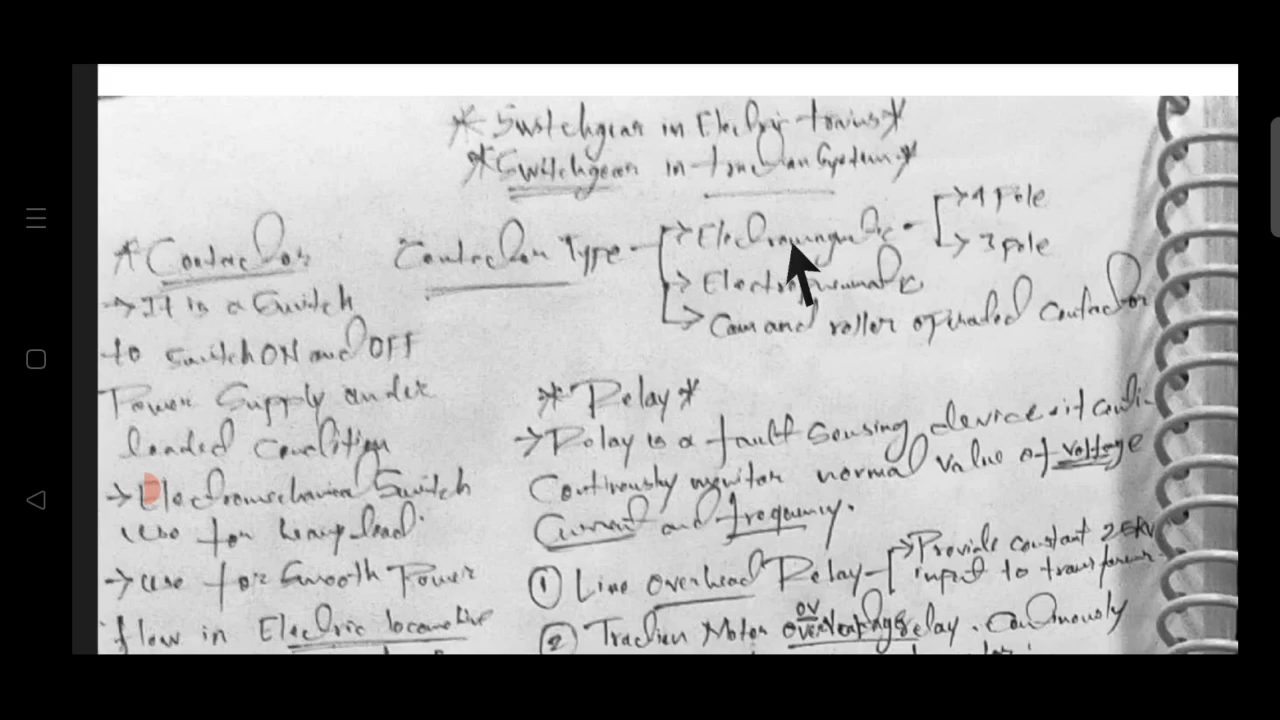 * Switchgear in Electric trains *
* Switchgear in traction System *
* Contactor
Contactor Type
→ Electromagnetic - → 1 Pole
→ 3 pole
→ Electropneumatic
→ Cam and roller operated contactor
→ It is a Switch
to switch ON and OFF
Power Supply under
loaded condition
→ Electromechanical Switch
use for heavy load.
→ use for Smooth Power
flow in Electric locomotive
* Relay *
→ Relay is a fault sensing device it
Continously monitor normal value of voltage
Current and frequency.
① Line overhead Relay → Provide constant 25KV
input to transformer
② Traction Motor Relay. Continuously